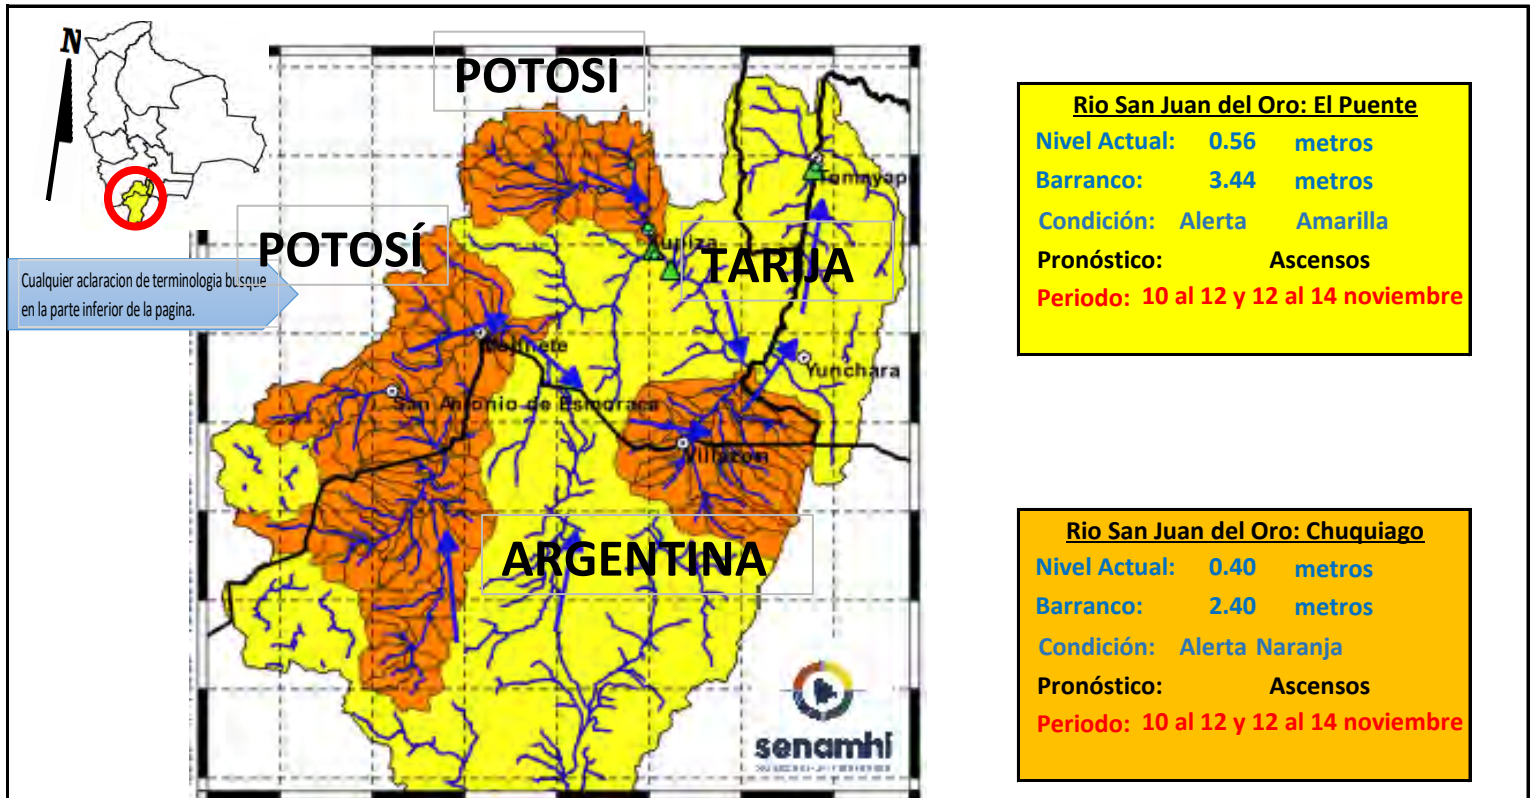 N
POTOSÍ
POTOSÍ
TARIJA
ARGENTINA
Tomayap
Yunchara
San Antonio de Esmoraca
Villazon
Cualquier aclaracion de terminologia busque
en la parte inferior de la pagina.
senamhi
Rio San Juan del Oro: El Puente
Nivel Actual: 0.56 metros
Barranco: 3.44 metros
Condición: Alerta Amarilla
Pronóstico: Ascensos
Periodo: 10 al 12 y 12 al 14 noviembre
Rio San Juan del Oro: Chuquiago
Nivel Actual: 0.40 metros
Barranco: 2.40 metros
Condición: Alerta Naranja
Pronóstico: Ascensos
Periodo: 10 al 12 y 12 al 14 noviembre